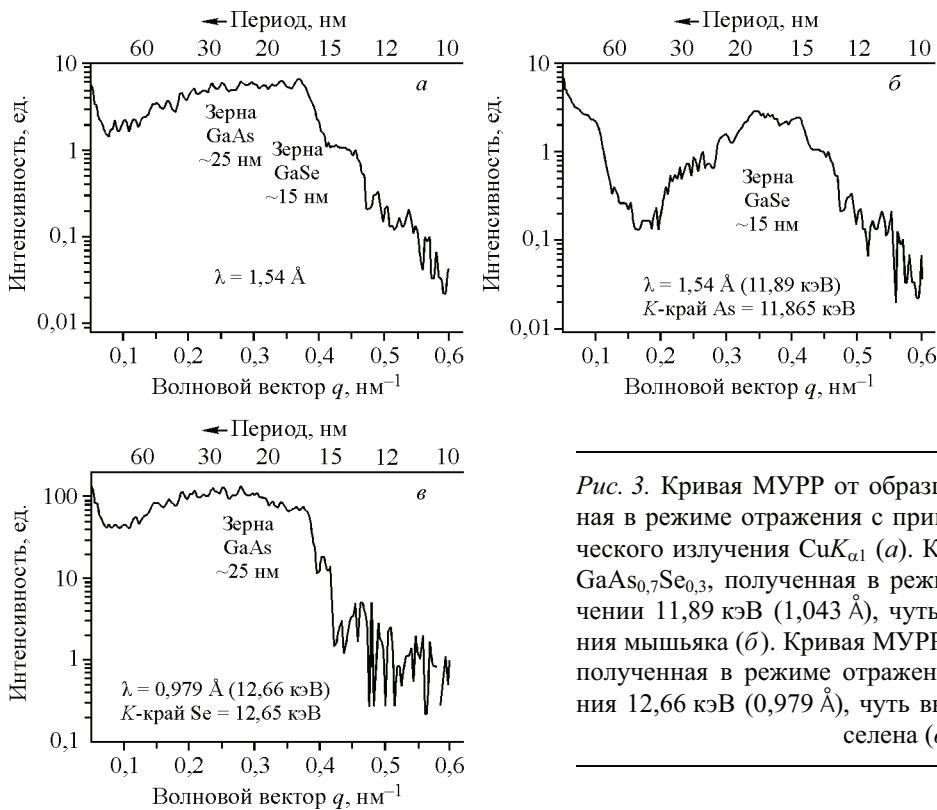 Период, нм
60 30 20 15 12 10
а
10
1
0,1
0,01
Интенсивность, ед.
Зерна
GaAs
~25 нм
Зерна
GaSe
~15 нм
λ = 1,54 Å
0,1 0,2 0,3 0,4 0,5 0,6
Волновой вектор q, нм–1
Период, нм
60 30 20 15 12 10
б
10
1
0,1
0,01
Интенсивность, ед.
Зерна
GaSe
~15 нм
λ = 1,54 Å (11,89 кэВ)
K-край As = 11,865 кэВ
0,1 0,2 0,3 0,4 0,5 0,6
Волновой вектор q, нм–1
Период, нм
60 30 20 15 12 10
в
100
10
1
0,1
Интенсивность, ед.
Зерна
GaAs
~25 нм
λ = 0,979 Å (12,66 кэВ)
K-край Se = 12,65 кэВ
0,1 0,2 0,3 0,4 0,5 0,6
Волновой вектор q, нм–1
Рис. 3. Кривая МУРР от образц
ная в режиме отражения с прим
ческого излучения CuKα1 (а). К
GaAs0,7Se0,3, полученная в режи
чении 11,89 кэВ (1,043 Å), чуть
ния мышьяка (б). Кривая МУРР
полученная в режиме отражен
ния 12,66 кэВ (0,979 Å), чуть вы
селена (